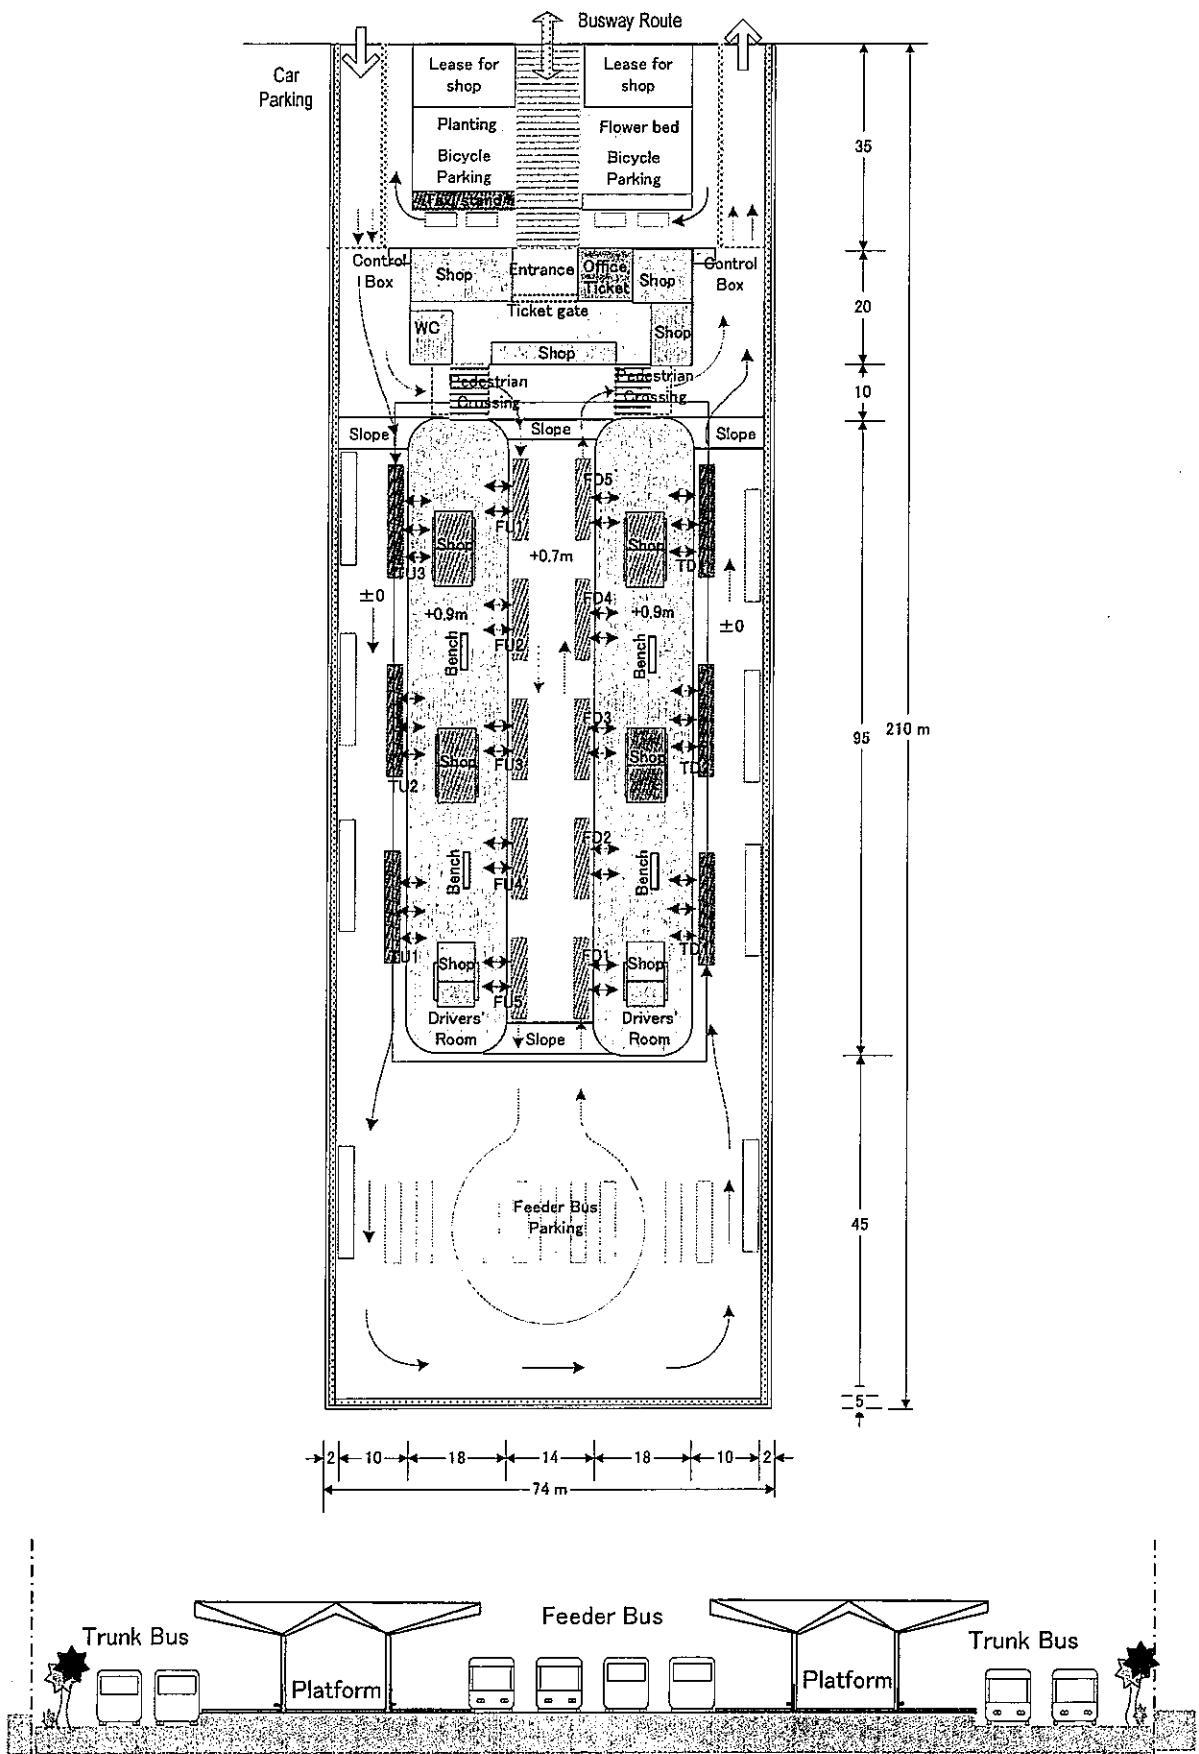 Busway Route
Car
Parking
Lease for
shop
Lease for
shop
Planting
Flower bed
Bicycle
Parking
Bicycle
Parking
Taxi stand
35
Control
Box
Shop
Entrance
Office
Ticket
Shop
Control
Box
20
Ticket gate
WC
Shop
Shop
Pedestrian
Crossing
Pedestrian
Crossing
10
Slope
Slope
Slope
FD5
FU1
Shop
Shop
+0.7m
TU3
±0
+0.9m
FD4
+0.9m
±0
FU2
Bench
Bench
FD3
95
210 m
Shop
FU3
Shop
TU2
FD2
Bench
FU4
Bench
TU1
Shop
FD1
Shop
TD1
FU5
Drivers'
Room
Slope
Drivers'
Room
Feeder Bus
Parking
45
5
2
10
18
14
18
10
2
74 m
Trunk Bus
Feeder Bus
Trunk Bus
Platform
Platform